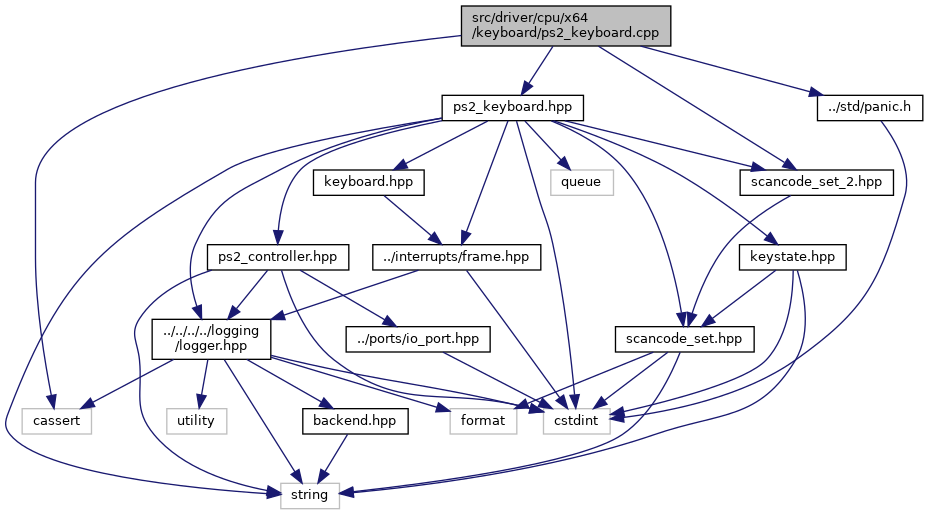 src/driver/cpu/x64
/keyboard/ps2_keyboard.cpp
ps2_keyboard.hpp
../std/panic.h
keyboard.hpp
queue
scancode_set_2.hpp
ps2_controller.hpp
../interrupts/frame.hpp
keystate.hpp
../../../../logging
/logger.hpp
../ports/io_port.hpp
scancode_set.hpp
cassert
utility
backend.hpp
format
cstdint
string